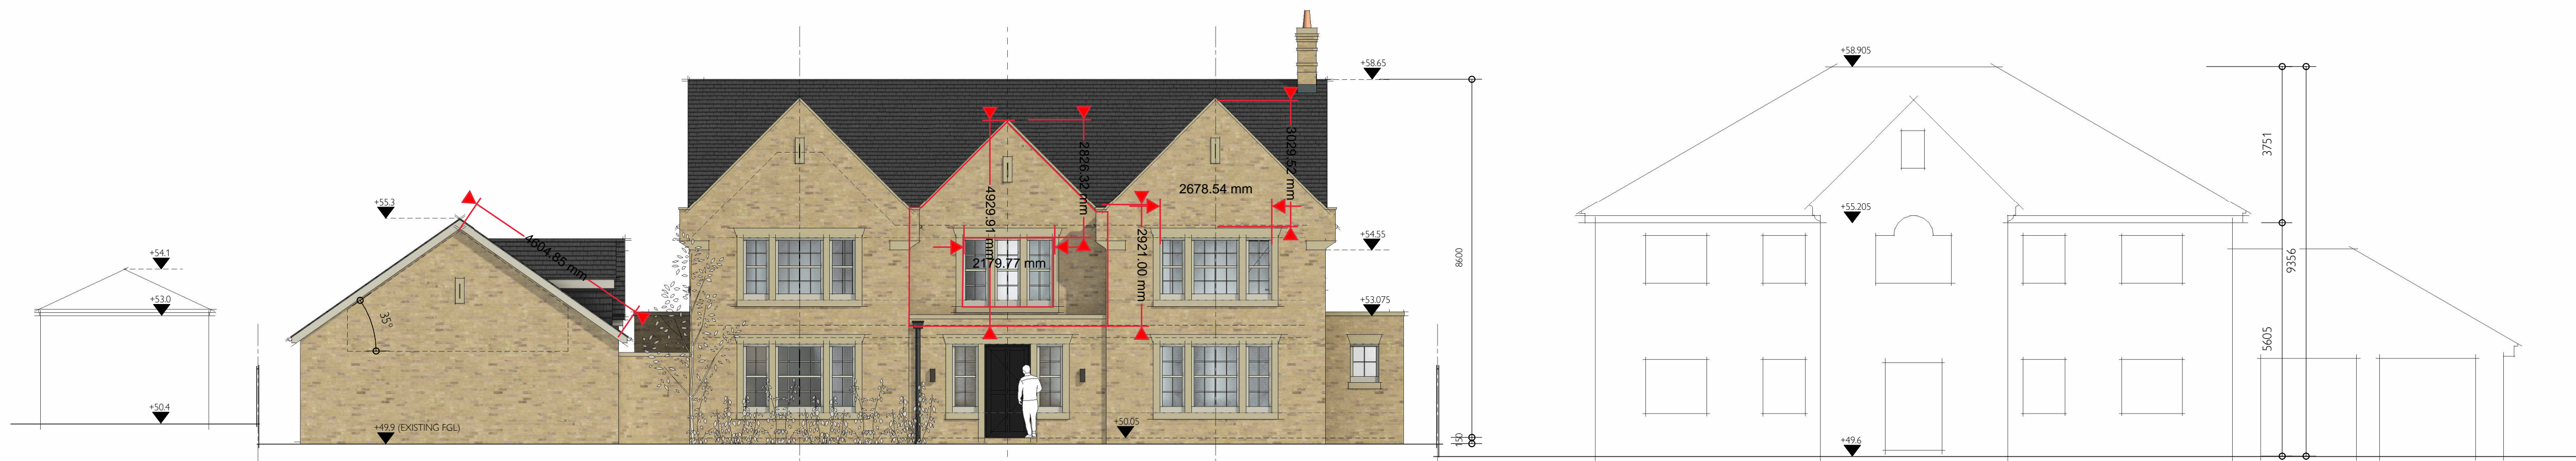 +54.1
+53.0
+50.4
+55.3
35°
+49.9 (EXISTING FGL)
4604.85 mm
4929.91 mm
2826.32 mm
2179.77 mm
2921.00 mm
2678.54 mm
3029.52 mm
+50.05
+58.65
+54.55
+53.075
8600
150
+58.905
+55.205
+49.6
3751
9356
5605